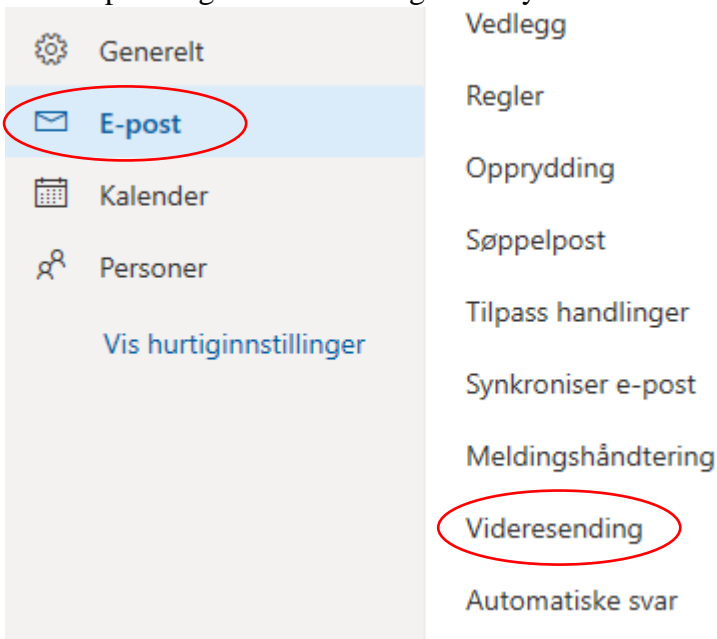 Generelt
E-post
Kalender
Personer
Vis hurtiginnstillinger
Vedlegg
Regler
Opprydding
Søppelpost
Tilpass handlinger
Synkroniser e-post
Meldingshåndtering
Videresending
Automatiske svar